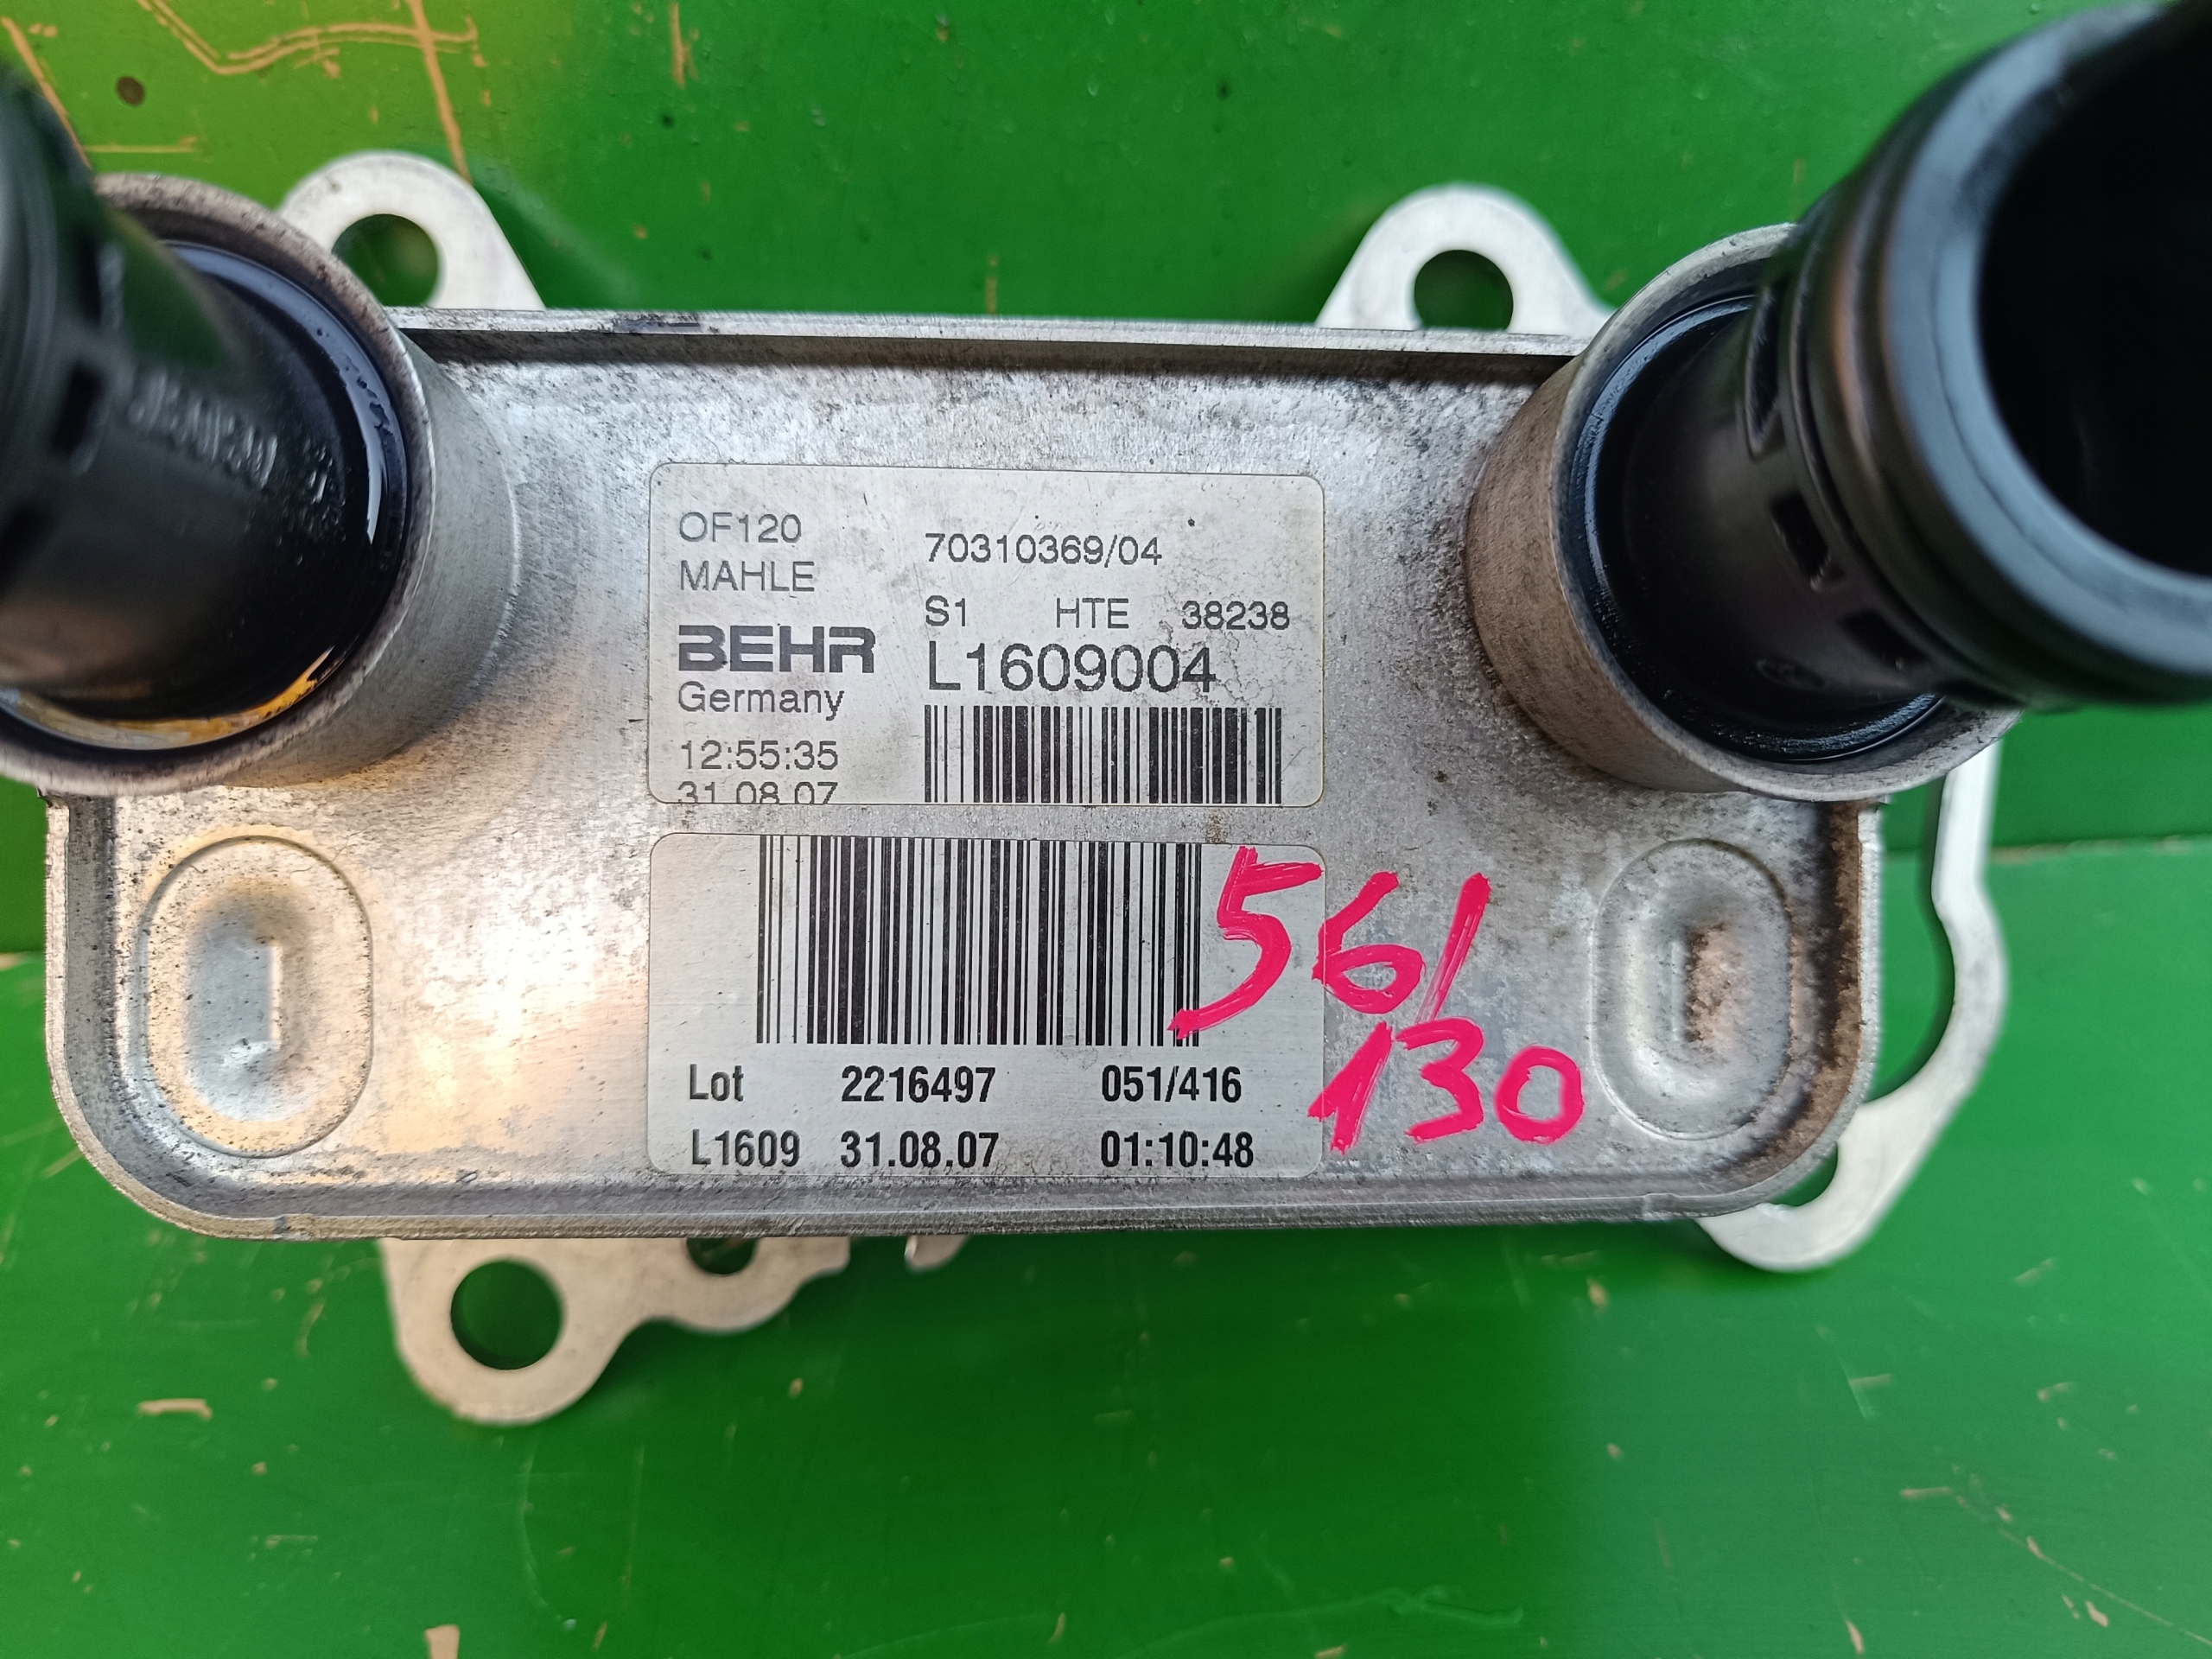 OF120
MAHLE
BEHR
Germany
12:55:35
31.08.07
70310369/04
S1 HTE 38238
L1609004
56/
130
Lot 2216497 051/416
L1609 31.08.07 01:10:48